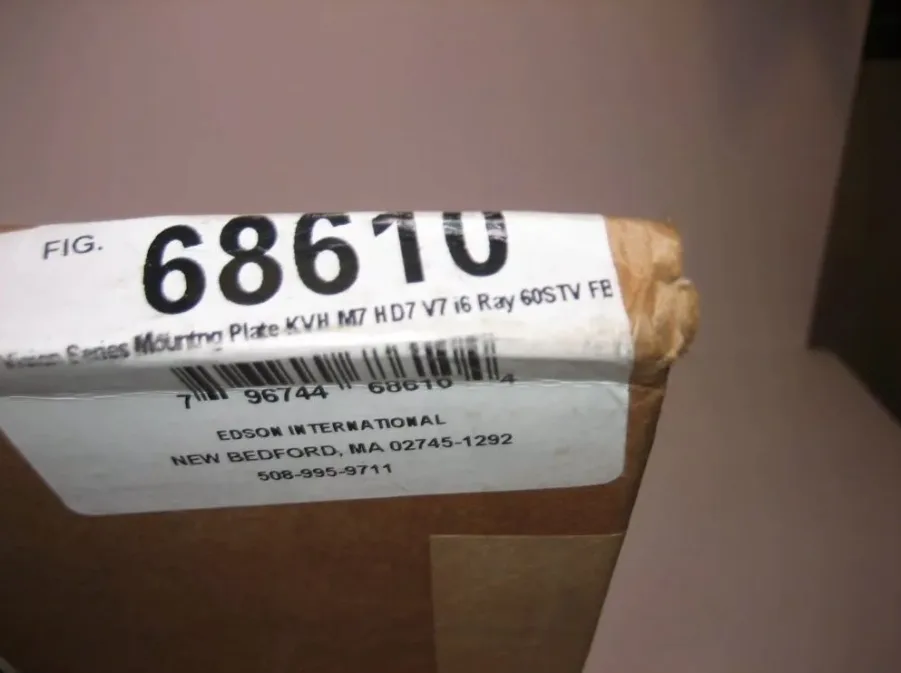 FIG. 68610
Vision Series Mounting Plate KVH M7 HD7 V7 i6 Ray 60STV FB
7 96744 68610 4
EDSON INTERNATIONAL
NEW BEDFORD, MA 02745-1292
508-995-9711